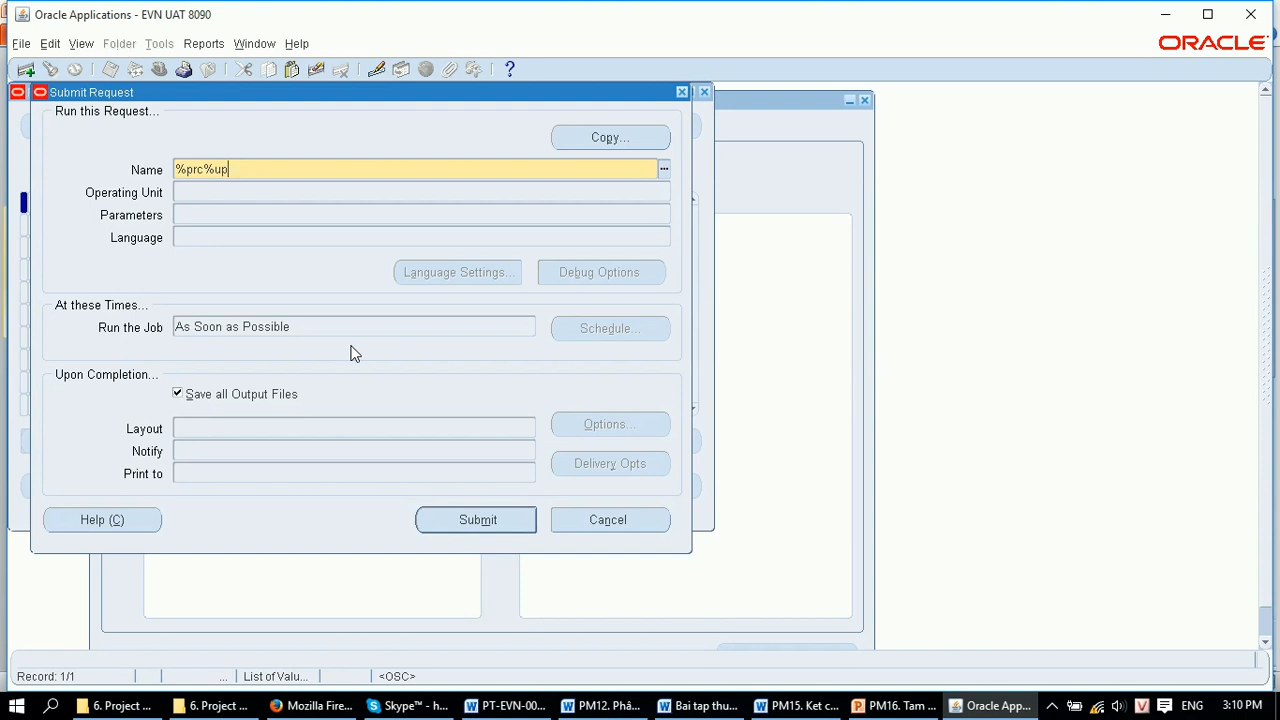 Oracle Applications - EVN UAT 8090
File Edit View Folder Tools Reports Window Help
ORACLE
Submit Request
Run this Request...
Copy...
Name %prc%up
Operating Unit
Parameters
Language
Language Settings... Debug Options
At these Times...
Run the Job As Soon as Possible Schedule...
Upon Completion...
Save all Output Files
Layout Options...
Notify
Delivery Opts
Print to
Help (C) Submit Cancel
Record: 1/1 ... List of Valu... <OSC>
6. Project ... 6. Project ... Mozilla Fire... Skype™ - h... PT-EVN-00... PM12. Phâ... Bai tap thu... PM15. Ket c... PM16. Tam ... Oracle App... ENG 3:10 PM